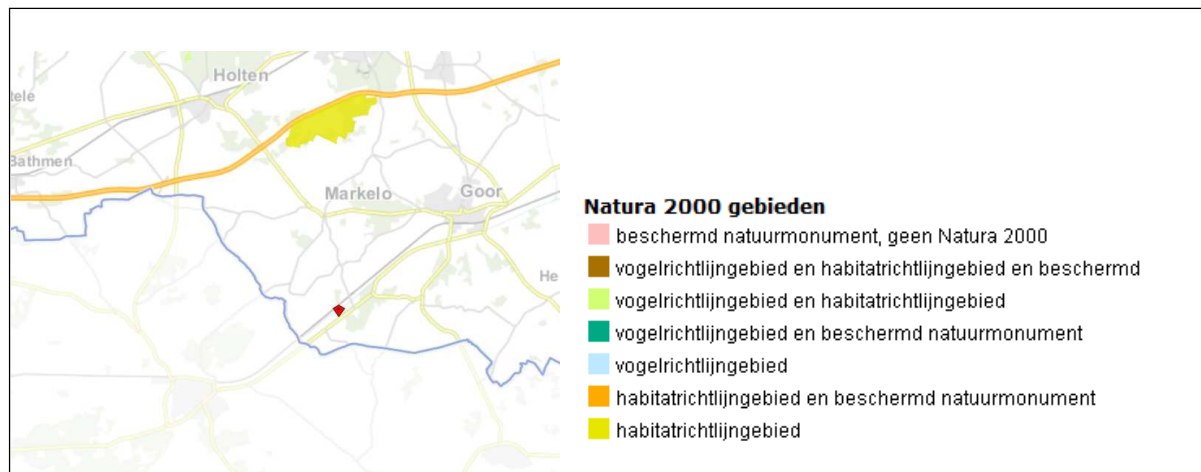 Holten
tele
Bathmen
Markelo
Goor
He
Natura 2000 gebieden
beschermd natuurmonument, geen Natura 2000
vogelrichtlijngebied en habitatrichtlijngebied en beschermd
vogelrichtlijngebied en habitatrichtlijngebied
vogelrichtlijngebied en beschermd natuurmonument
vogelrichtlijngebied
habitatrichtlijngebied en beschermd natuurmonument
habitatrichtlijngebied